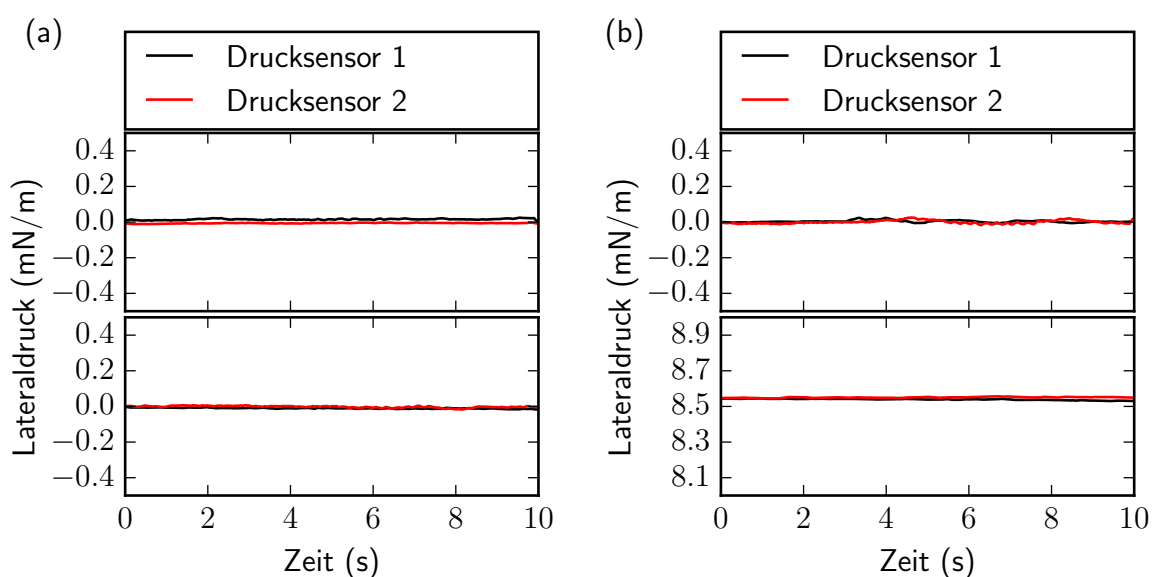 (a)
Drucksensor 1
Drucksensor 2
Lateraldruck (mN/m)
0.4
0.2
0.0
−0.2
−0.4
0.4
0.2
0.0
−0.2
−0.4
0 2 4 6 8 10
Zeit (s)
(b)
Drucksensor 1
Drucksensor 2
Lateraldruck (mN/m)
0.4
0.2
0.0
−0.2
−0.4
8.9
8.7
8.5
8.3
8.1
0 2 4 6 8 10
Zeit (s)